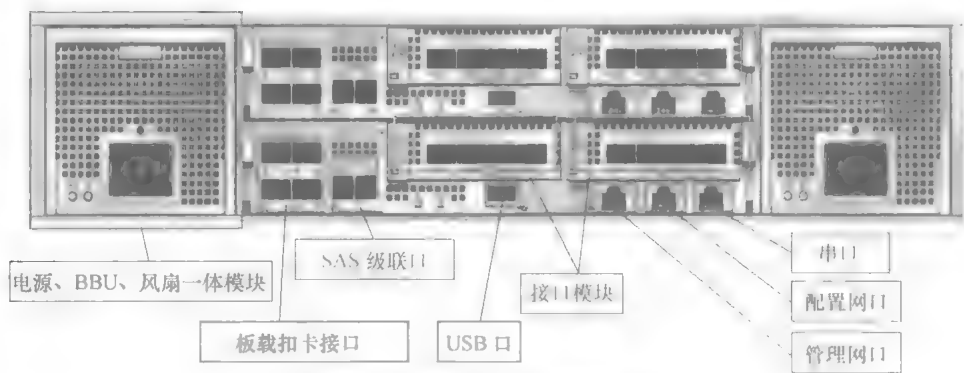 SAS 级联口
串口
电源、BBU、风扇一体模块
接口模块
配置网口
板载扣卡接口
USB 口
管理网口